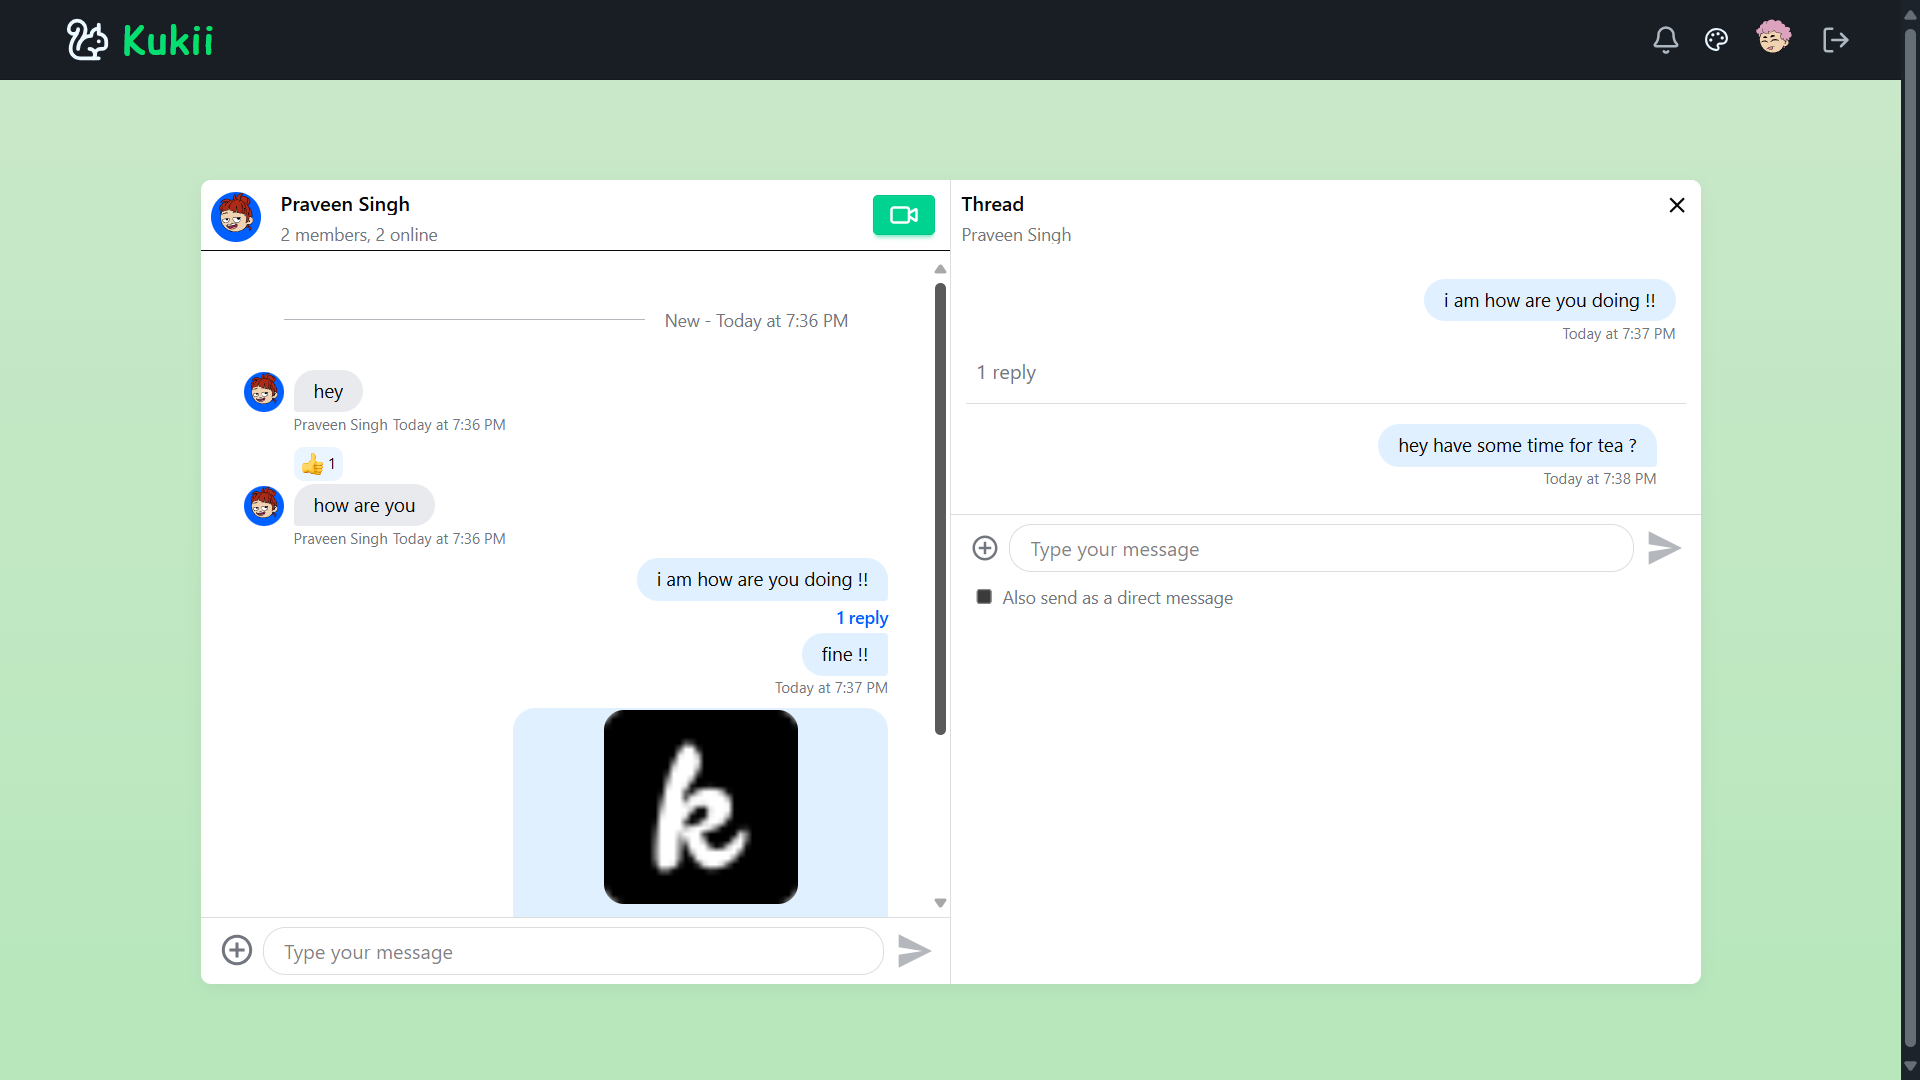 Kukii
Praveen Singh
2 members, 2 online
New - Today at 7:36 PM
hey
Praveen Singh Today at 7:36 PM
👍 1
how are you
Praveen Singh Today at 7:36 PM
i am how are you doing !!
1 reply
fine !!
Today at 7:37 PM
k
Type your message
Thread
Praveen Singh
i am how are you doing !!
Today at 7:37 PM
1 reply
hey have some time for tea ?
Today at 7:38 PM
Type your message
Also send as a direct message